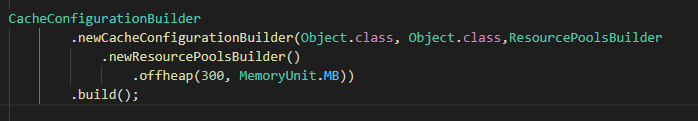 CacheConfigurationBuilder
.newCacheConfigurationBuilder(Object.class, Object.class,ResourcePoolsBuilder
.newResourcePoolsBuilder()
.offheap(300, MemoryUnit.MB))
.build();